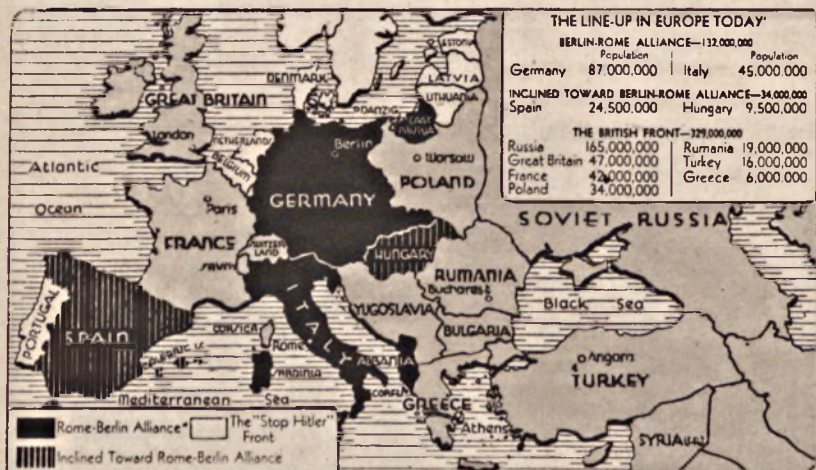 THE LINE-UP IN EUROPE TODAY
BERLIN-ROME ALLIANCE—132,000,000
Population Population
Germany 87,000,000 Italy 45,000,000
INCLINED TOWARD BERLIN-ROME ALLIANCE—34,000,000
Spain 24,500,000 Hungary 9,500,000
THE BRITISH FRONT—329,000,000
Russia 165,000,000 Rumania 19,000,000
Great Britain 47,000,000 Turkey 16,000,000
France 42,000,000 Greece 6,000,000
Poland 34,000,000
ESTONIA
LATVIA
LITHUANIA
DENMARK
DANZIG
EAST PRUSSIA
GREAT BRITAIN
London
NETHERLANDS
BELGIUM
Berlin
Warsaw
POLAND
GERMANY
Atlantic
Ocean
Paris
FRANCE
SWITZER
LAND
SAVOY
HUNGARY
SOVIET RUSSIA
RUMANIA
Bucharest
Black Sea
YUGOSLAVIA
BULGARIA
ITALY
PORTUGAL
SPAIN
CORSICA
Rome
SARDINIA
ALBANIA
CORFU
GREECE
Athens
Angora
TURKEY
SYRIA
Mediterranean Sea
Rome-Berlin Alliance
The "Stop Hitler"
Front
Inclined Toward Rome-Berlin Alliance